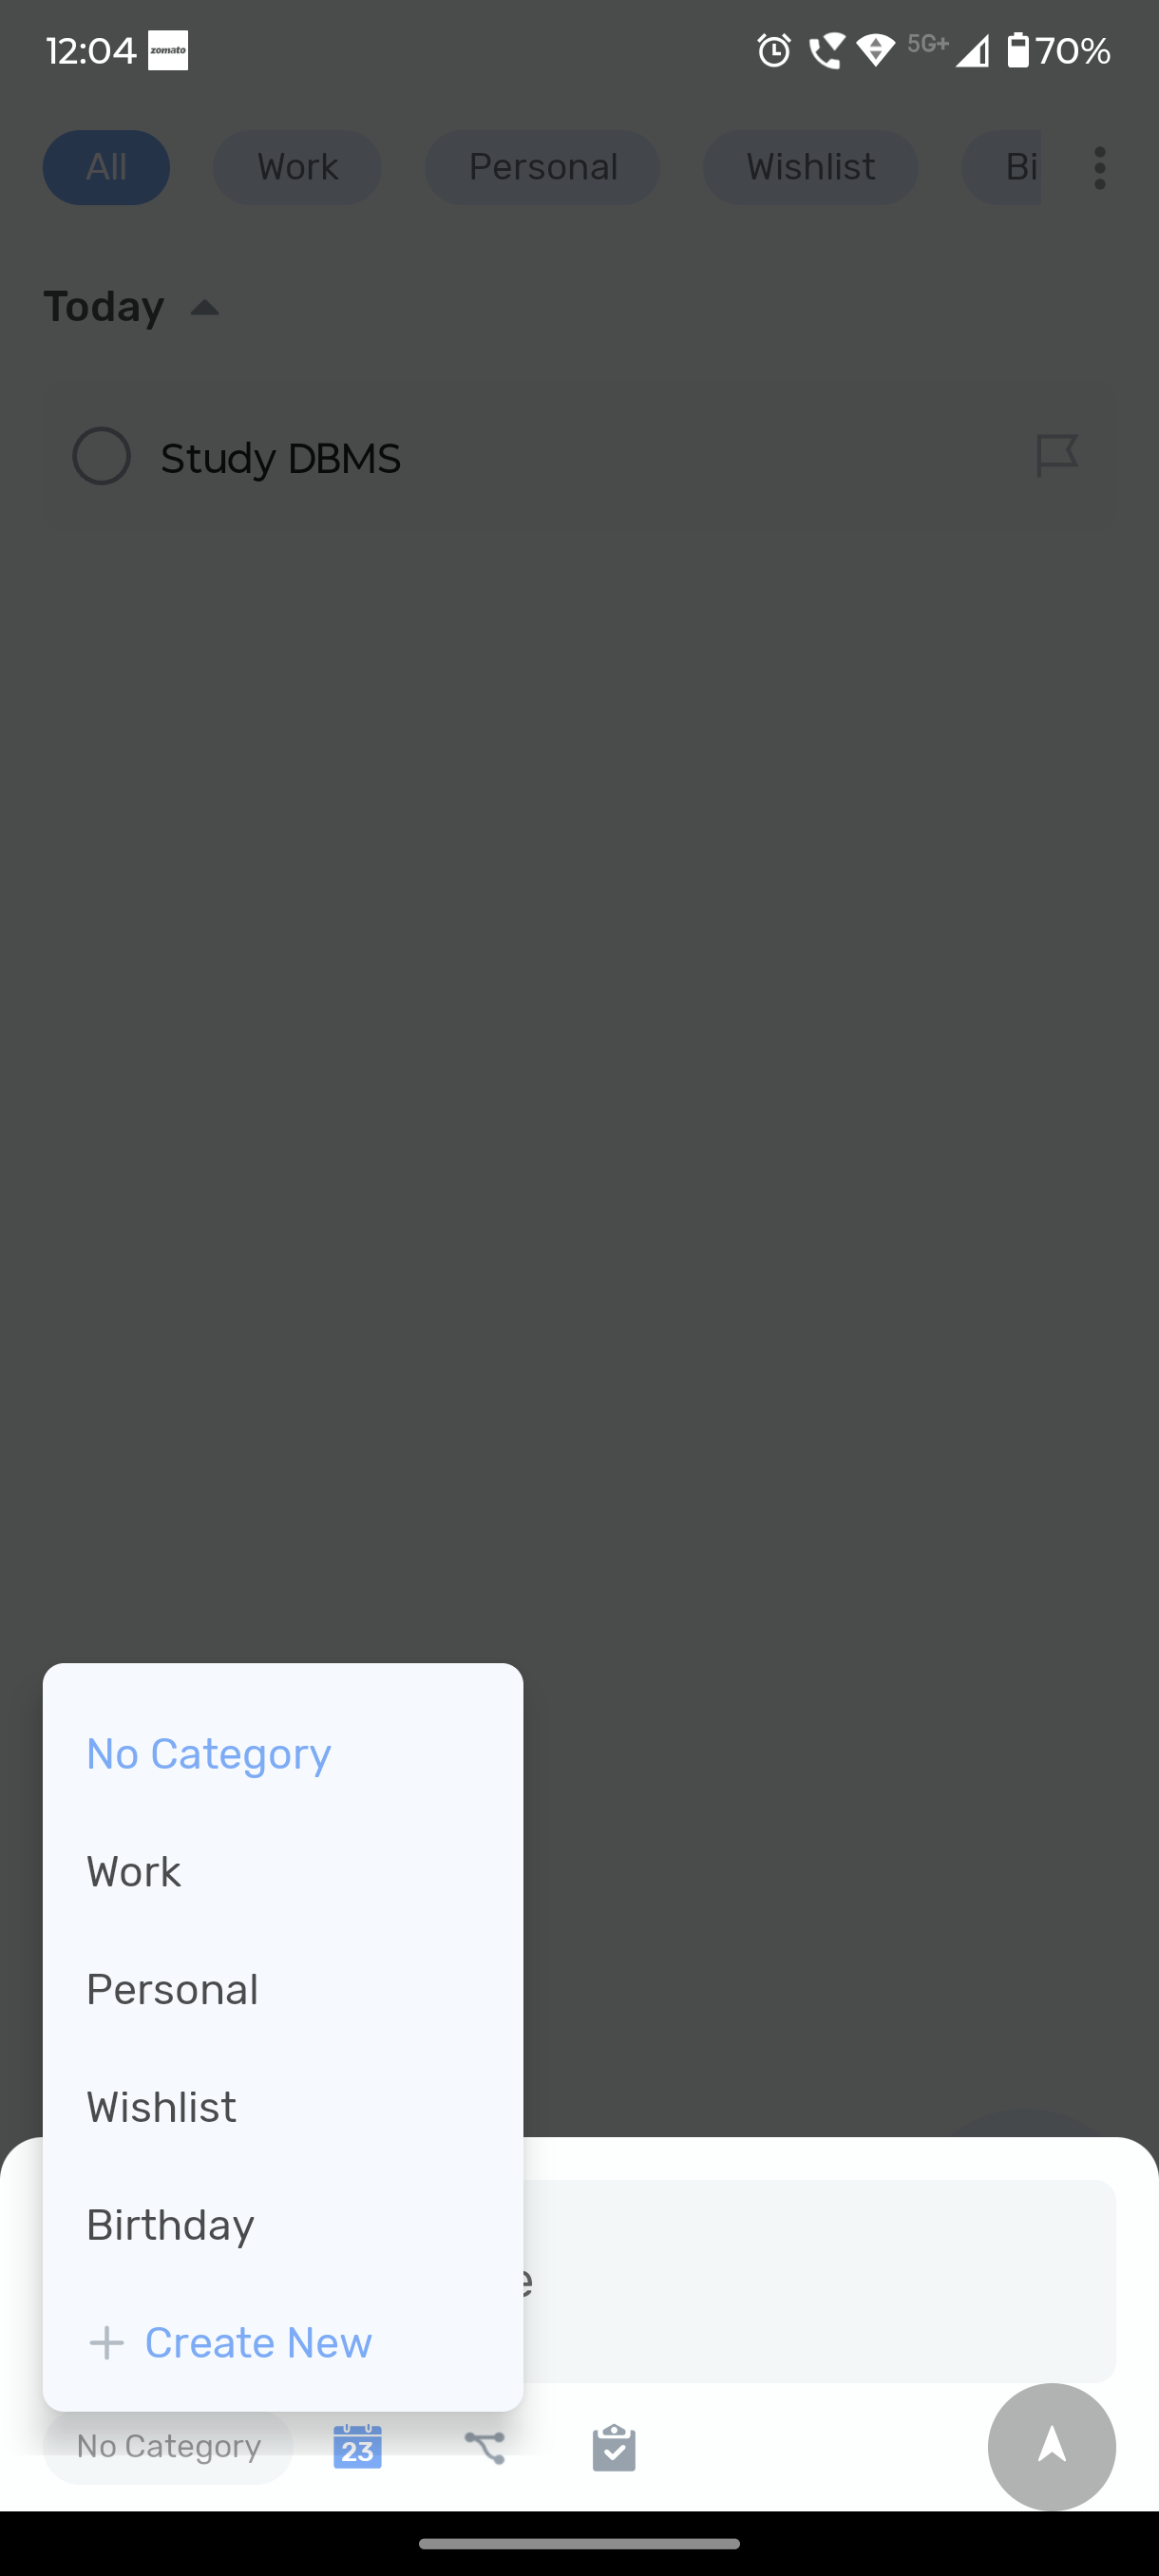 12:04 zomato 5G+ 70%
All Work Personal Wishlist Bi
Today
Study DBMS
No Category
Work
Personal
Wishlist
Birthday
e
Create New
No Category 23